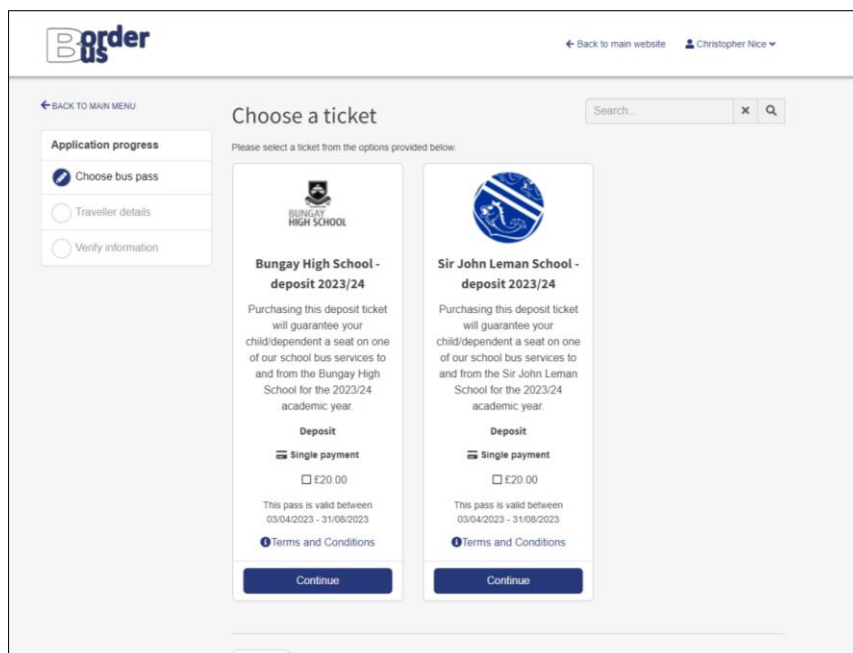 Border
Bus
Back to main website
Christopher Nice
BACK TO MAIN MENU
Application progress
Choose bus pass
Traveller details
Verify information
Choose a ticket
Search...
Please select a ticket from the options provided below.
BUNGAY
HIGH SCHOOL
Bungay High School -
deposit 2023/24
Purchasing this deposit ticket
will guarantee your
child/dependent a seat on one
of our school bus services to
and from the Bungay High
School for the 2023/24
academic year.
Deposit
Single payment
£20.00
This pass is valid between
03/04/2023 - 31/08/2023
Terms and Conditions
Continue
Sir John Leman School -
deposit 2023/24
Purchasing this deposit ticket
will guarantee your
child/dependent a seat on one
of our school bus services to
and from the Sir John Leman
School for the 2023/24
academic year.
Deposit
Single payment
£20.00
This pass is valid between
03/04/2023 - 31/08/2023
Terms and Conditions
Continue